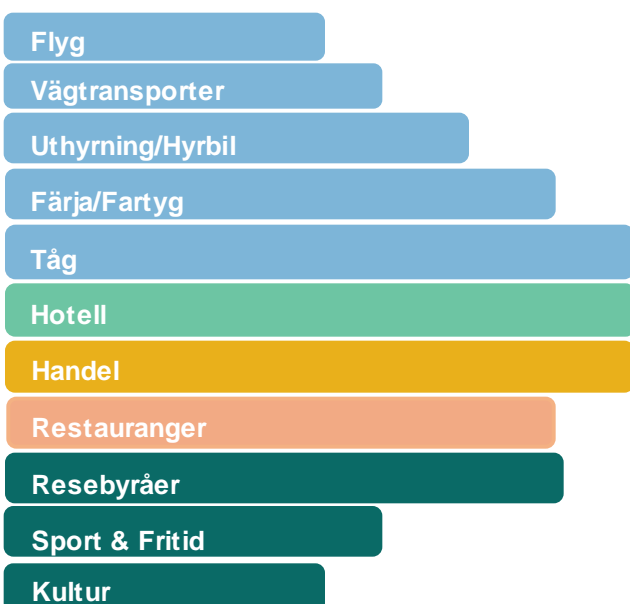 Flyg
Vägtransporter
Uthyrning/Hyrbil
Färja/Fartyg
Tåg
Hotell
Handel
Restauranger
Resebyråer
Sport & Fritid
Kultur